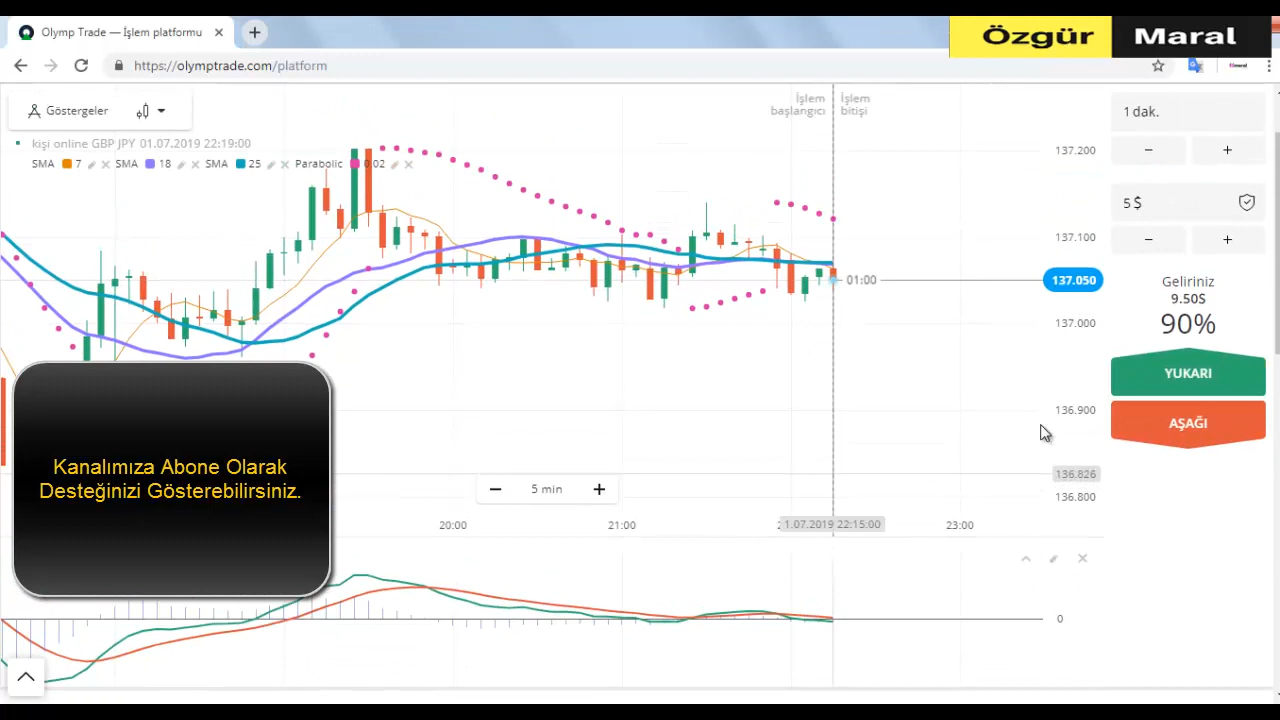 Olymp Trade — İşlem platformu
Özgür Maral
https://olymptrade.com/platform
Göstergeler
İşlem başlangıcı
İşlem bitişi
kişi online GBP JPY 01.07.2019 22:19:00
SMA 7 SMA 18 SMA 25 Parabolic 0.02
137.200
137.100
01:00
137.050
137.000
136.900
136.826
136.800
1 dak.
− +
5 $
− +
Geliriniz
9.50$
90%
YUKARI
AŞAĞI
Kanalımıza Abone Olarak
Desteğinizi Gösterebilirsiniz.
− 5 min +
20:00 21:00 1.07.2019 22:15:00 23:00
0